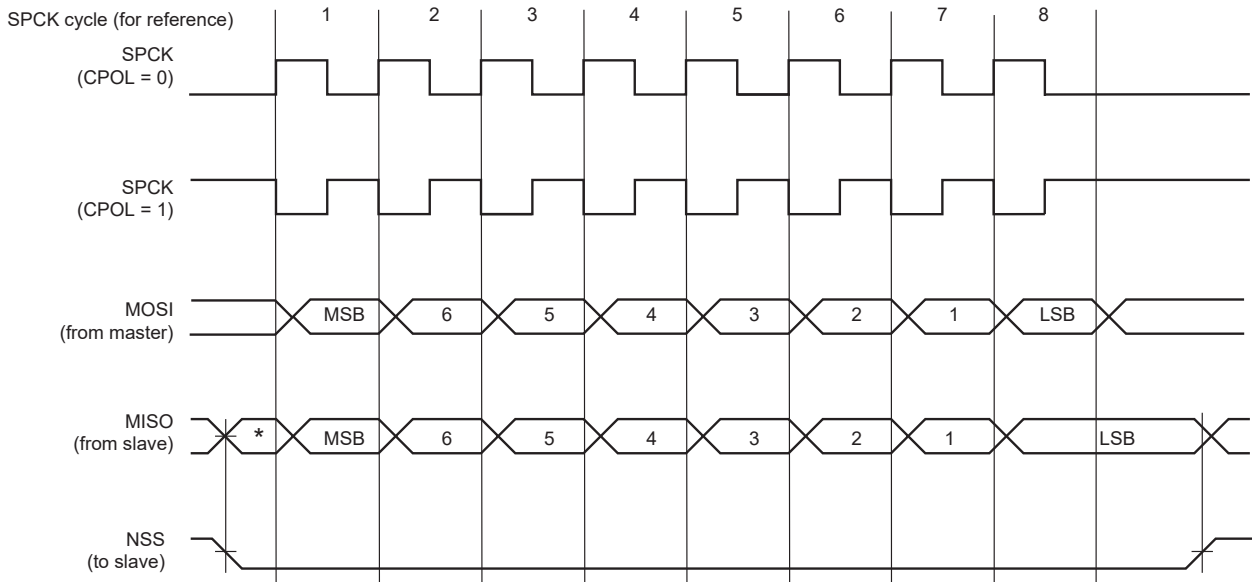 SPCK cycle (for reference) 1 2 3 4 5 6 7 8
SPCK
(CPOL = 0)
SPCK
(CPOL = 1)
MOSI
(from master)
MSB 6 5 4 3 2 1 LSB
MISO
(from slave)
* MSB 6 5 4 3 2 1 LSB
NSS
(to slave)